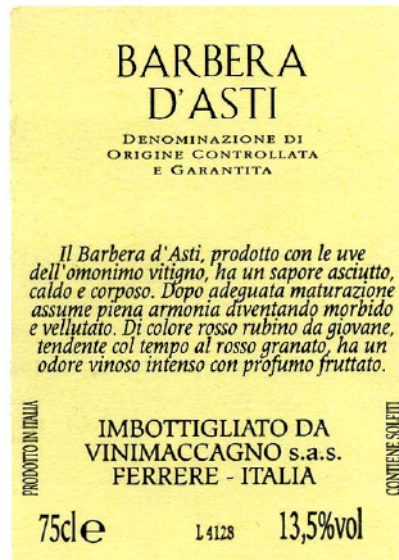 BARBERA
D'ASTI
DENOMINAZIONE DI
ORIGINE CONTROLLATA
E GARANTITA
Il Barbera d'Asti, prodotto con le uve
dell'omonimo vitigno, ha un sapore asciutto,
caldo e corposo. Dopo adeguata maturazione
assume piena armonia diventando morbido
e vellutato. Di colore rosso rubino da giovane,
tendente col tempo al rosso granato, ha un
odore vinoso intenso con profumo fruttato.
PRODOTTO IN ITALIA
IMBOTTIGLIATO DA
VINIMACCAGNO s.a.s.
FERRERE - ITALIA
CONTIENE SOLFITI
75cl e L4128 13,5%vol